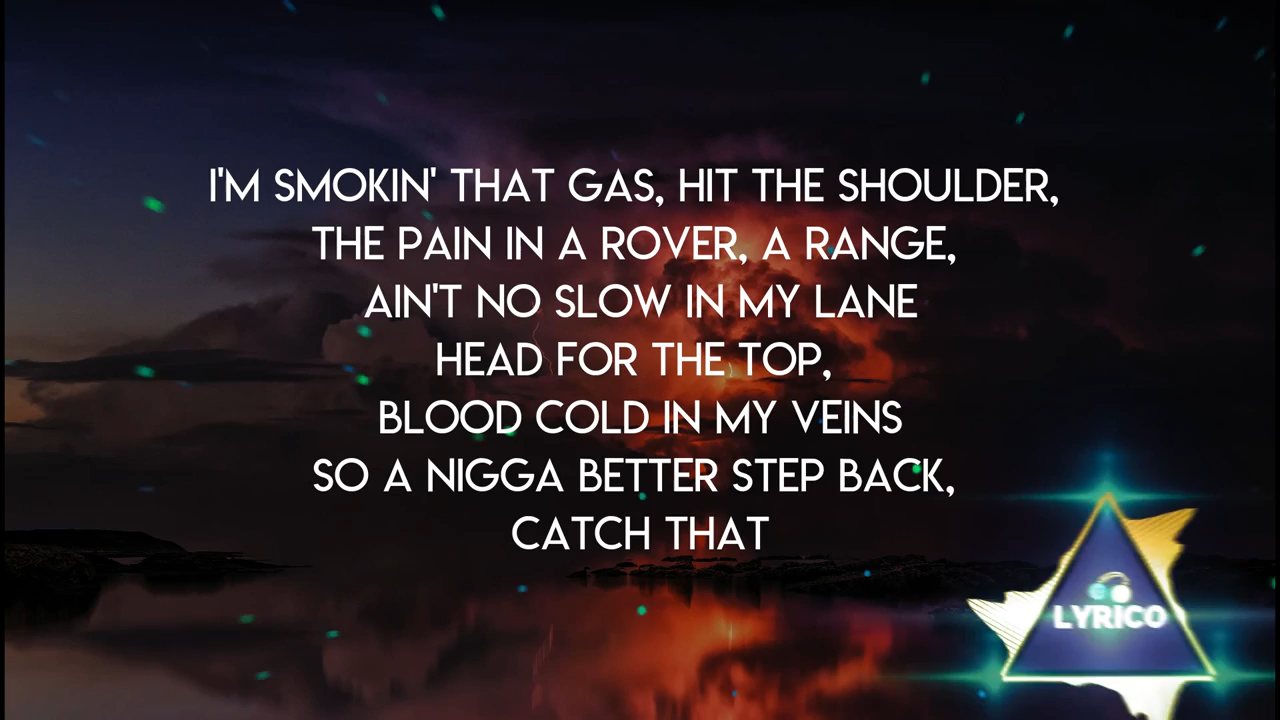 I'M SMOKIN' THAT GAS, HIT THE SHOULDER,
THE PAIN IN A ROVER, A RANGE,
AIN'T NO SLOW IN MY LANE
HEAD FOR THE TOP,
BLOOD COLD IN MY VEINS
SO A NIGGA BETTER STEP BACK,
CATCH THAT
LYRICO